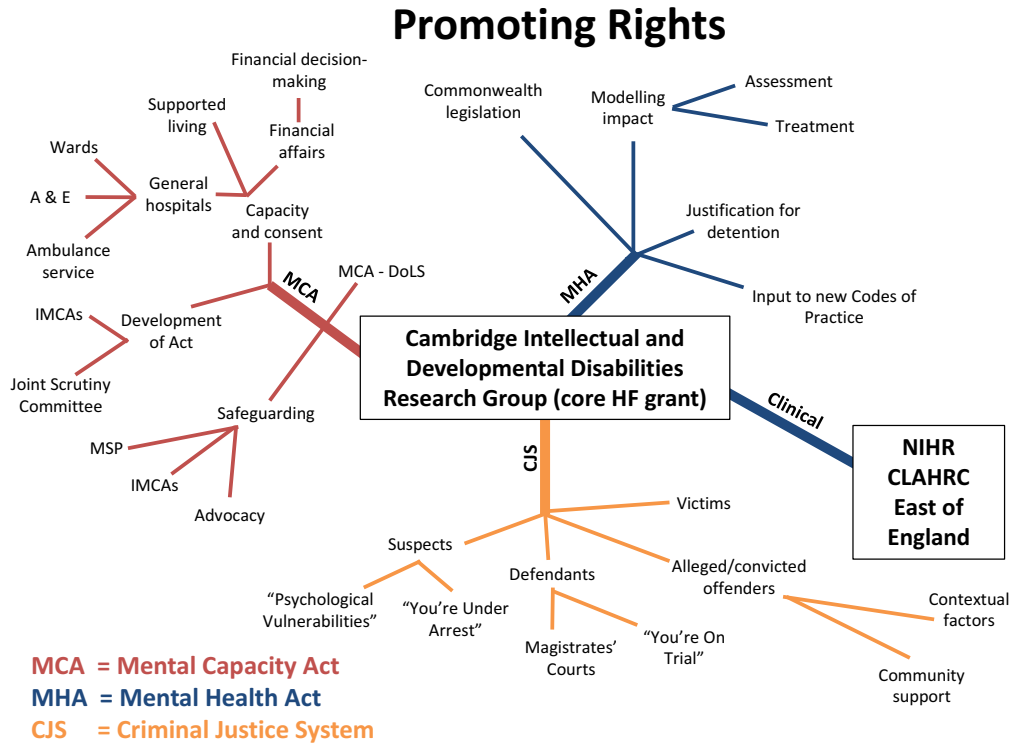 Promoting Rights
Financial decision-
making
Supported
living
Financial
affairs
Wards
A & E
Ambulance
service
General
hospitals
Capacity
and consent
MCA
MCA - DoLS
IMCAs
Development
of Act
Joint Scrutiny
Committee
Safeguarding
MSP
IMCAs
Advocacy
Commonwealth
legislation
Modelling
impact
Assessment
Treatment
Justification for
detention
MHA
Input to new Codes of
Practice
Cambridge Intellectual and
Developmental Disabilities
Research Group (core HF grant)
Clinical
NIHR
CLAHRC
East of
England
CJS
Victims
Suspects
Defendants
Alleged/convicted
offenders
“Psychological
Vulnerabilities”
“You’re Under
Arrest”
Magistrates’
Courts
“You’re On
Trial”
Contextual
factors
Community
support
MCA = Mental Capacity Act
MHA = Mental Health Act
CJS = Criminal Justice System